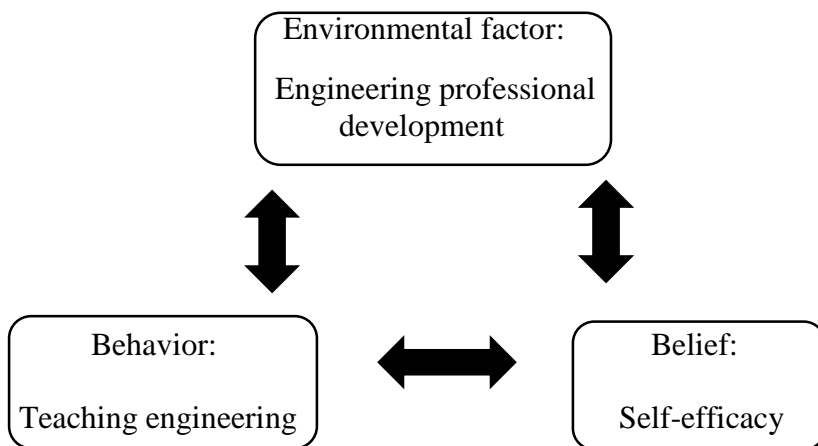 Environmental factor:
Engineering professional
development
Behavior:
Teaching engineering
Belief:
Self-efficacy